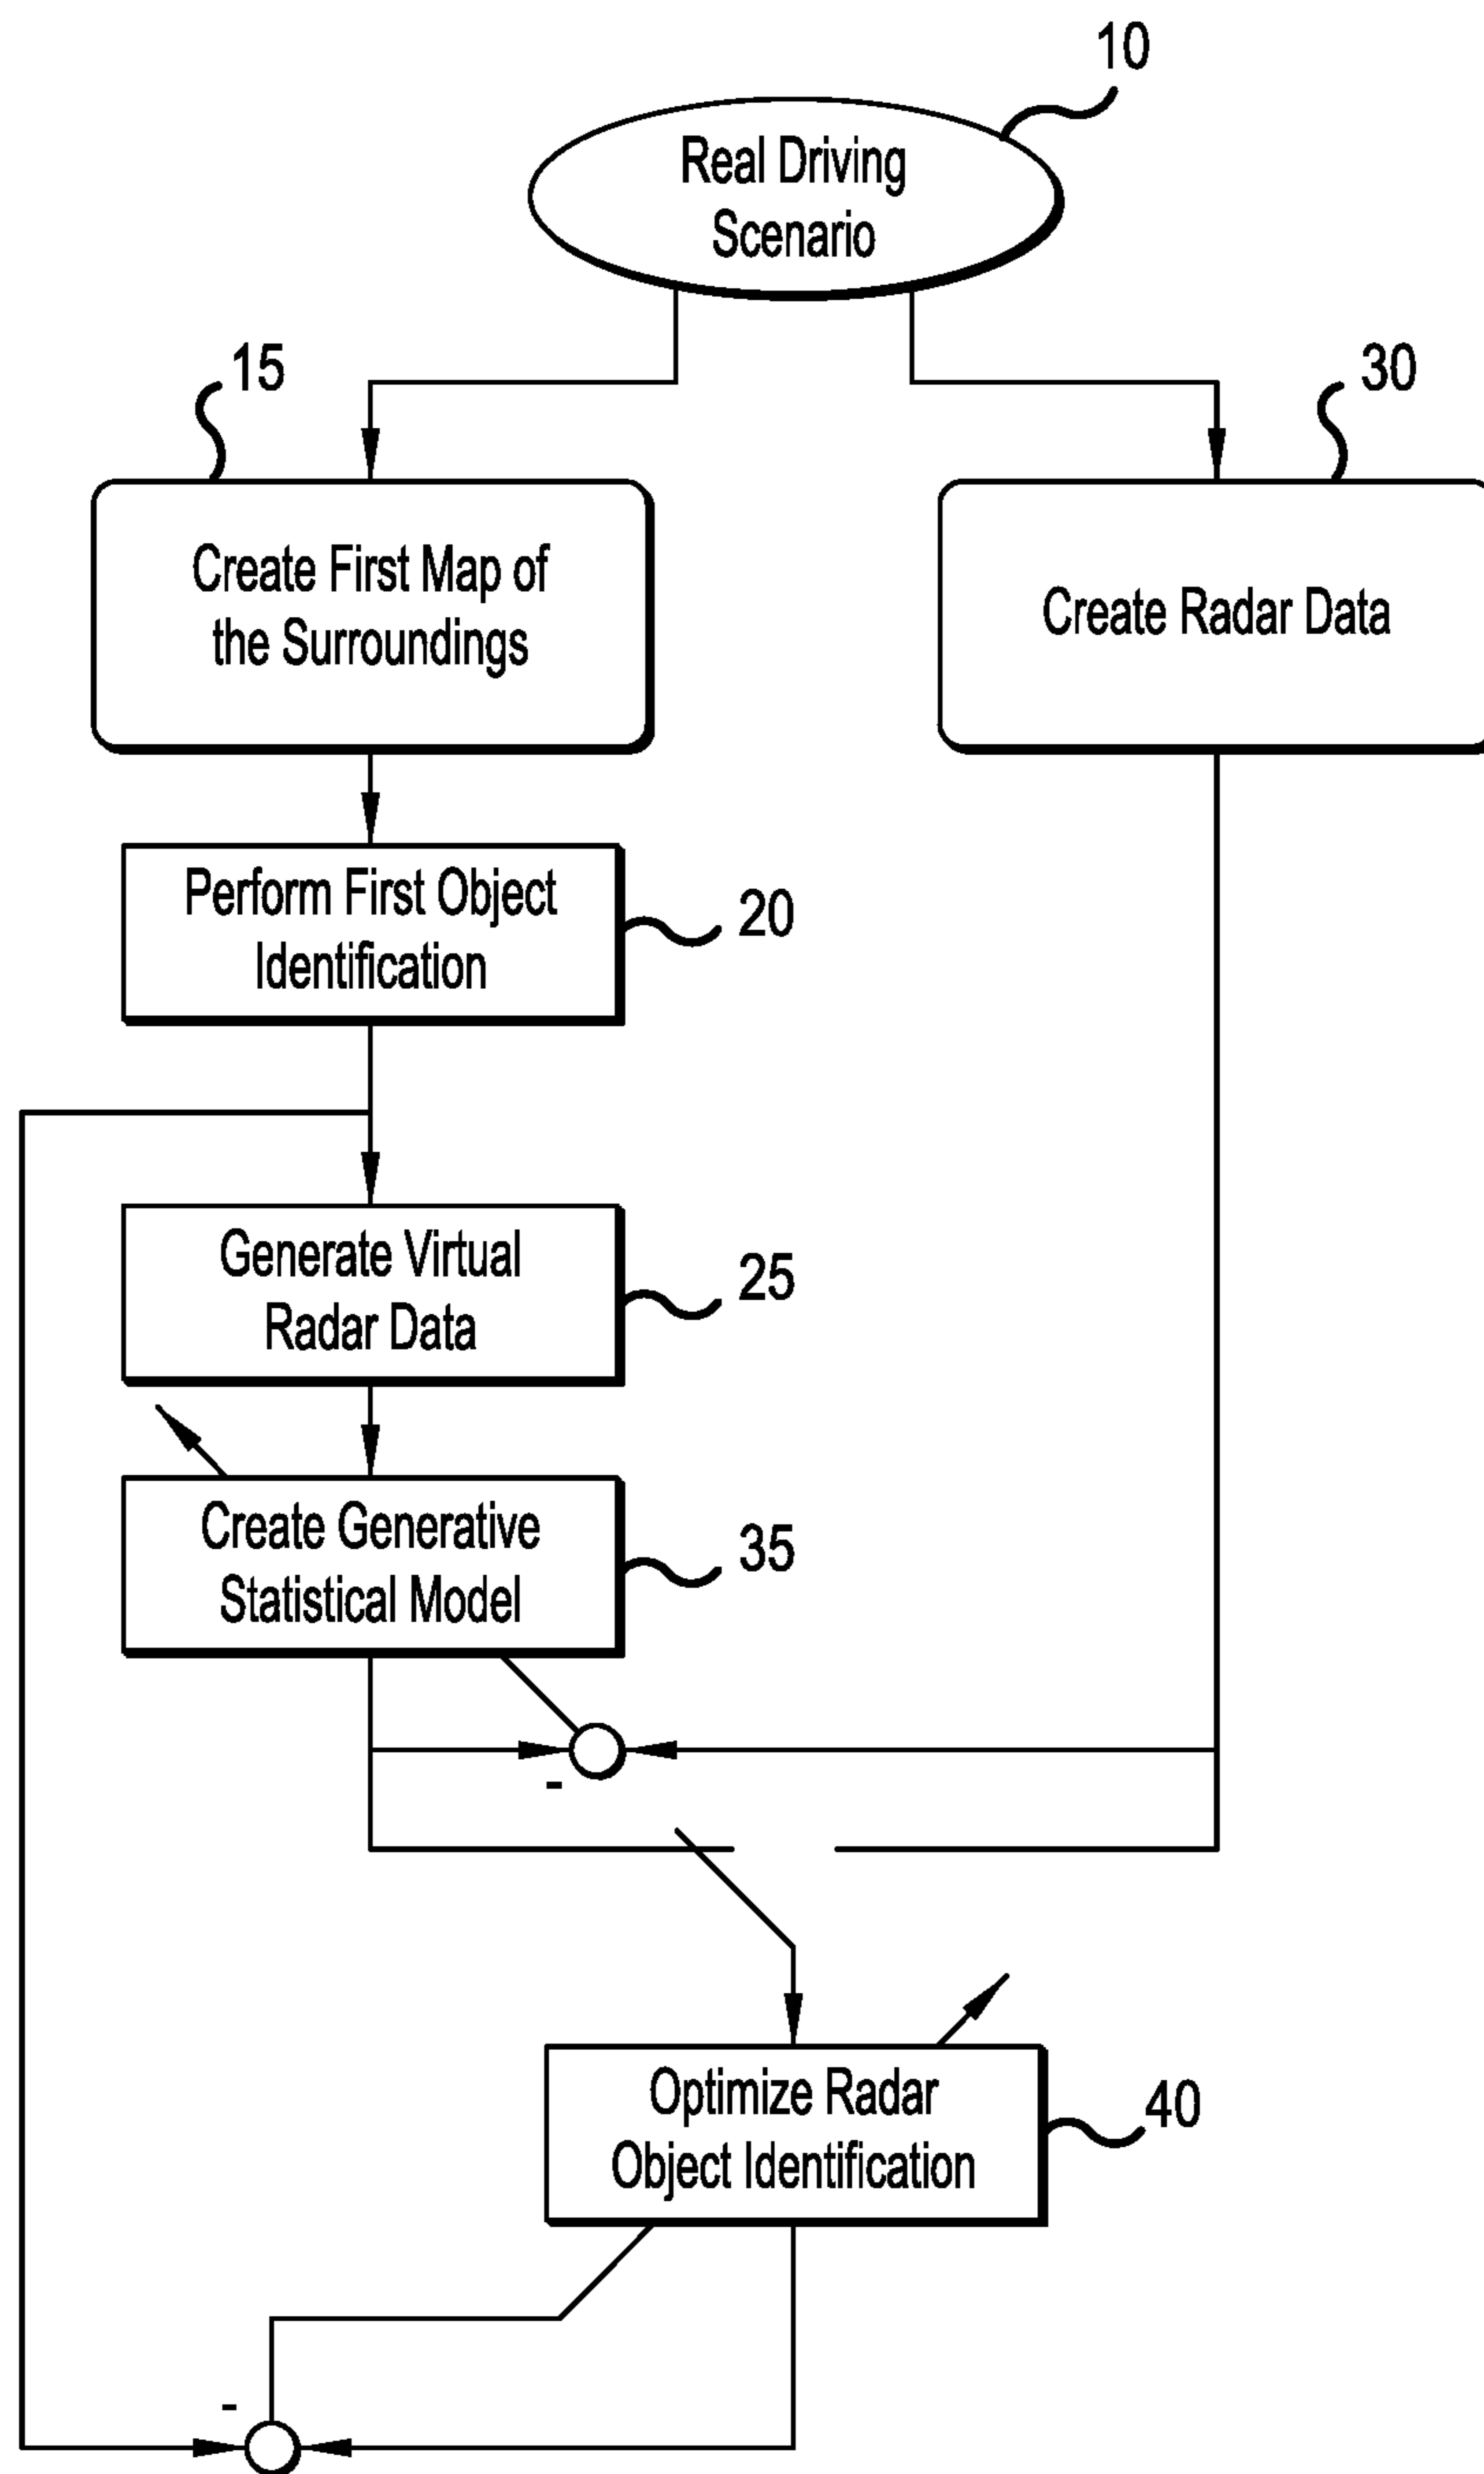 10
Real Driving
Scenario
15
30
Create First Map of
the Surroundings
Create Radar Data
Perform First Object
Identification
20
Generate Virtual
Radar Data
25
Create Generative
Statistical Model
35
-
Optimize Radar
Object Identification
40
-